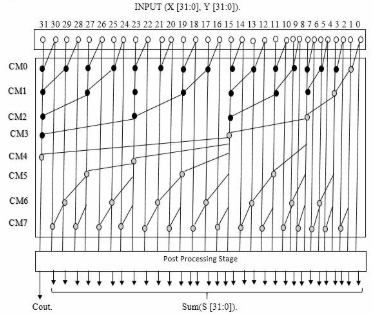 INPUT (X [31:0], Y [31:0]).
31 30 29 28 27 26 25 24 23 22 21 20 19 18 17 16 15 14 13 12 11 10 9 8 7 6 5 4 3 2 1 0
CM0
CM1
CM2
CM3
CM4
CM5
CM6
CM7
Post Processing Stage
Cout.
Sum(S [31:0]).